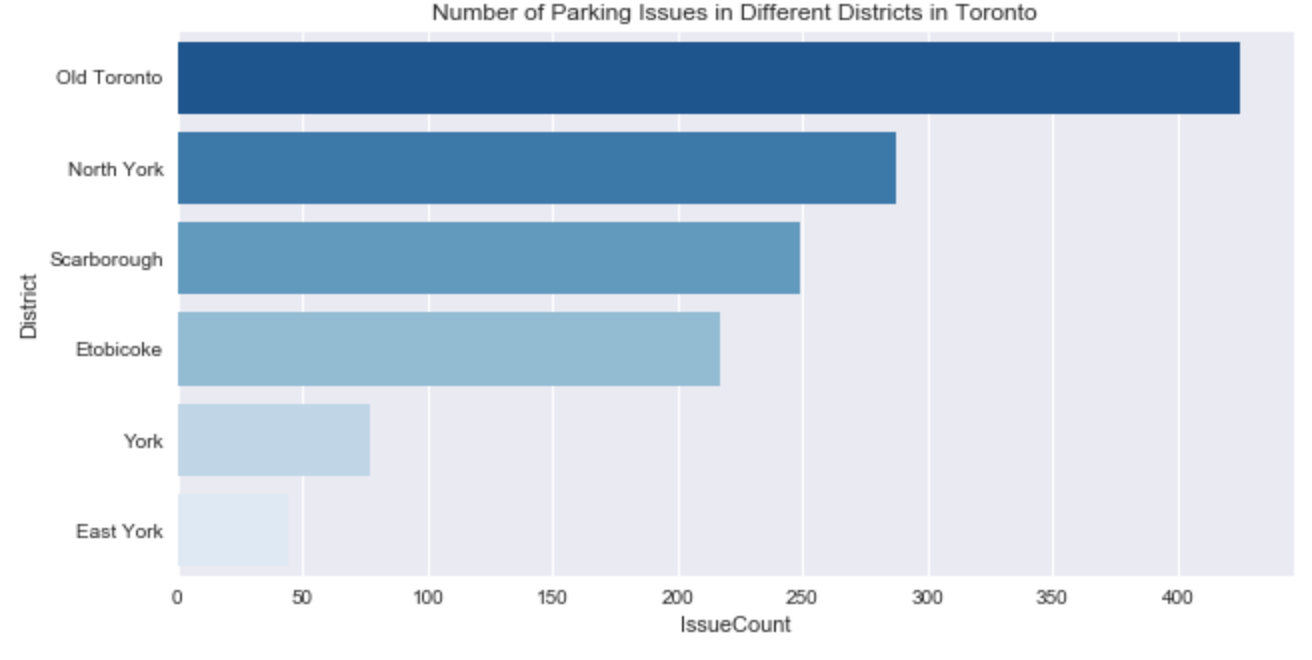 Number of Parking Issues in Different Districts in Toronto
District
Old Toronto
North York
Scarborough
Etobicoke
York
East York
0 50 100 150 200 250 300 350 400
IssueCount